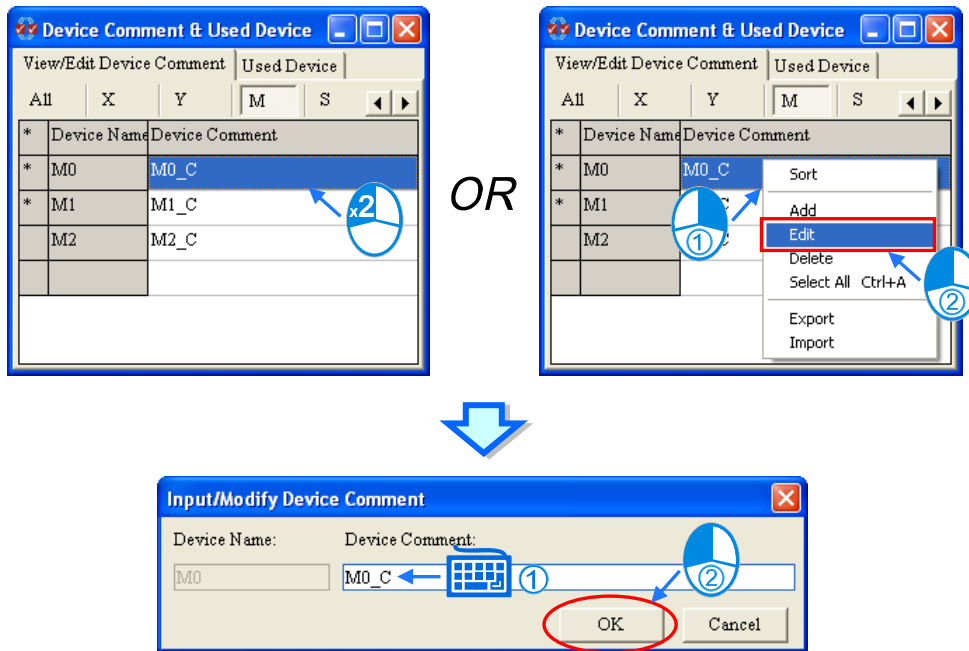 Device Comment & Used Device
View/Edit Device Comment Used Device
All X Y M S
* Device Name Device Comment
* M0 M0_C
* M1 M1_C
M2 M2_C
x2
OR
Device Comment & Used Device
View/Edit Device Comment Used Device
All X Y M S
* Device Name Device Comment
* M0 M0_C
* M1
M2
1
Sort
Add
Edit
Delete
Select All Ctrl+A
Export
Import
2
Input/Modify Device Comment
Device Name: Device Comment:
M0 M0_C 1
2
OK Cancel